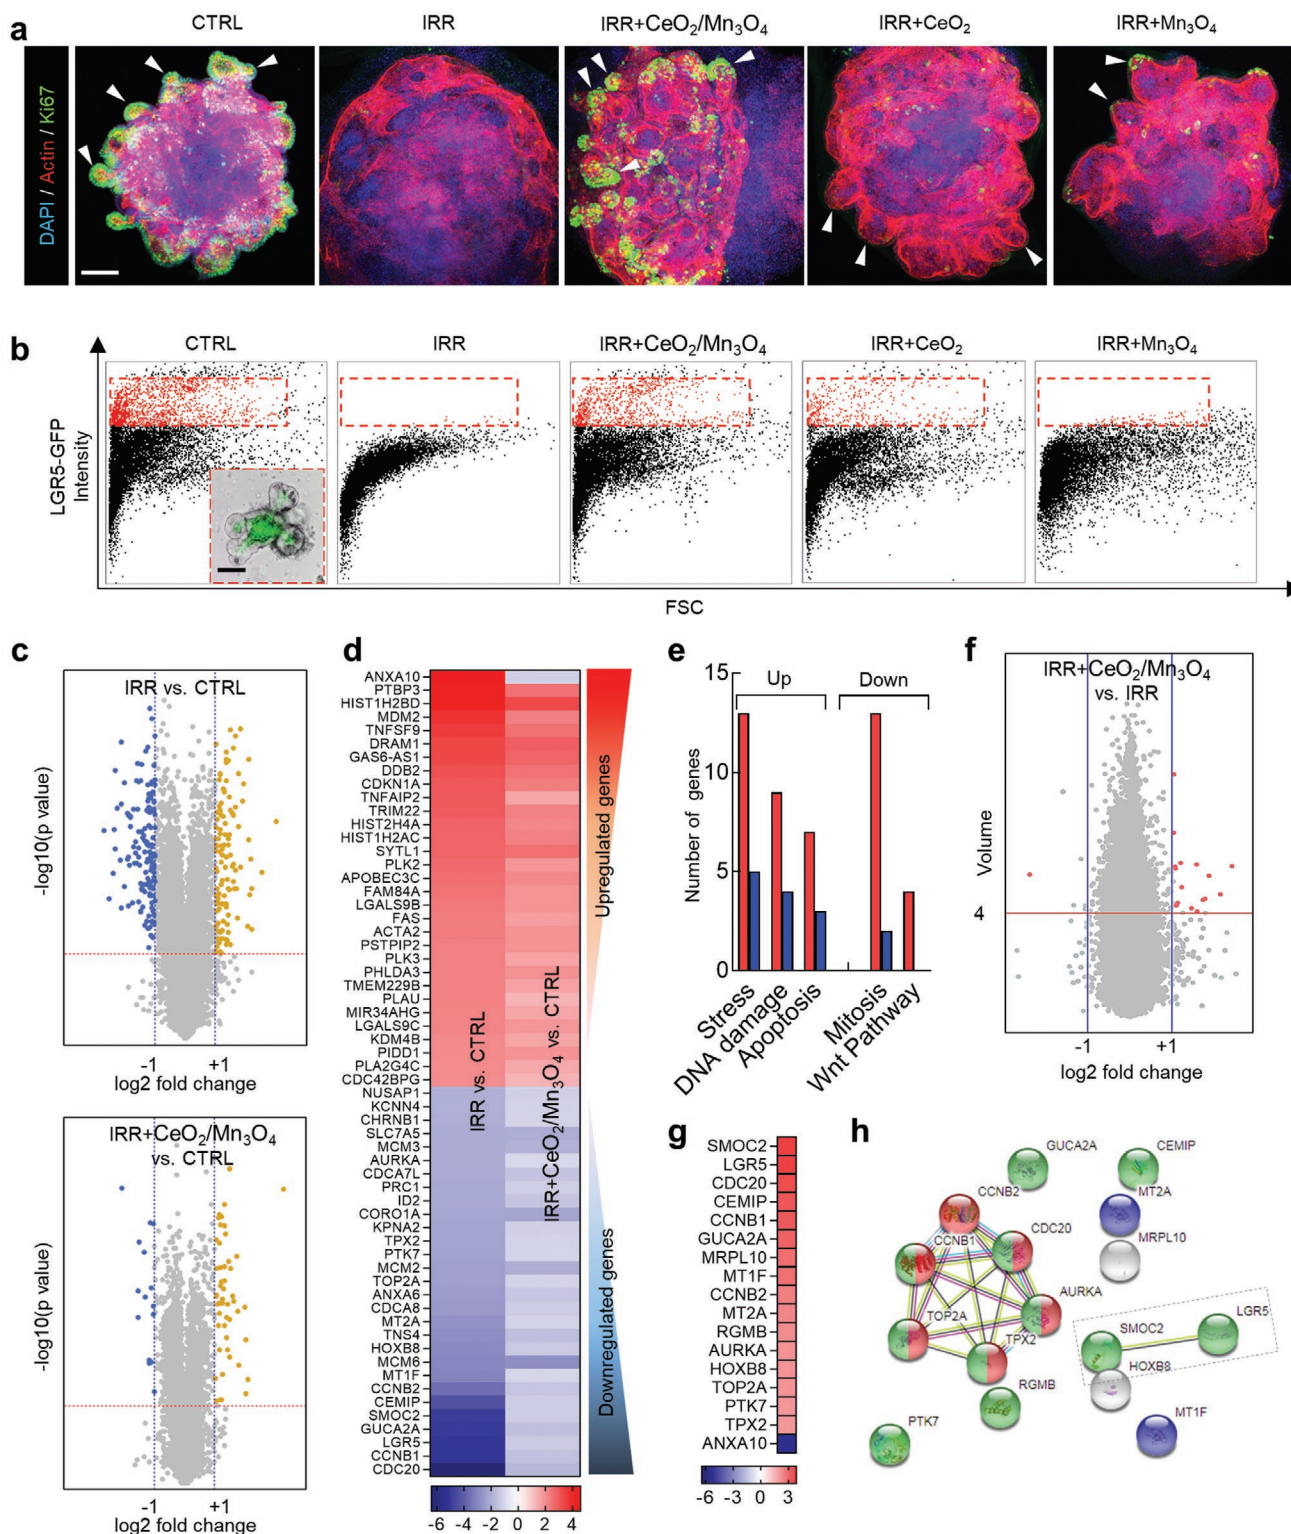 a
CTRL
IRR
IRR+CeO₂/Mn₃O₄
IRR+CeO₂
IRR+Mn₃O₄
DAPI / Actin / Ki67
b
CTRL
IRR
IRR+CeO₂/Mn₃O₄
IRR+CeO₂
IRR+Mn₃O₄
LGR5-GFP
Intensity
FSC
c
IRR vs. CTRL
-log10(p value)
-1
+1
log2 fold change
IRR+CeO₂/Mn₃O₄
vs. CTRL
-log10(p value)
-1
+1
log2 fold change
d
ANXA10
PTBP3
HIST1H2BD
MDM2
TNFSF9
DRAM1
GAS6-AS1
DDB2
CDKN1A
TNFAIP2
TRIM22
HIST2H4A
HIST1H2AC
SYTL1
PLK2
APOBEC3C
FAM84A
LGALS9B
FAS
ACTA2
PSTPIP2
PLK3
PHLDA3
TMEM229B
PLAU
MIR34AHG
LGALS9C
KDM4B
PIDD1
PLA2G4C
CDC42BPG
NUSAP1
KCNN4
CHRNB1
SLC7A5
MCM3
AURKA
CDCA7L
PRC1
ID2
CORO1A
KPNA2
TPX2
PTK7
MCM2
TOP2A
ANXA6
CDCA8
MT2A
TNS4
HOXB8
MCM6
MT1F
CCNB2
CEMIP
SMOC2
GUCA2A
LGR5
CCNB1
CDC20
IRR vs. CTRL
IRR+CeO₂/Mn₃O₄ vs. CTRL
Upregulated genes
Downregulated genes
-6 -4 -2 0 2 4
e
Number of genes
15
10
5
0
Up
Down
Stress
DNA damage
Apoptosis
Mitosis
Wnt Pathway
f
IRR+CeO₂/Mn₃O₄
vs. IRR
Volume
4
-1
+1
log2 fold change
g
SMOC2
LGR5
CDC20
CEMIP
CCNB1
GUCA2A
MRPL10
MT1F
CCNB2
MT2A
RGMB
AURKA
HOXB8
TOP2A
PTK7
TPX2
ANXA10
-6 -3 0 3
h
GUCA2A
CEMIP
CCNB2
MT2A
CDC20
CCNB1
MRPL10
AURKA
LGR5
TOP2A
TPX2
SMOC2
HOXB8
RGMB
PTK7
MT1F